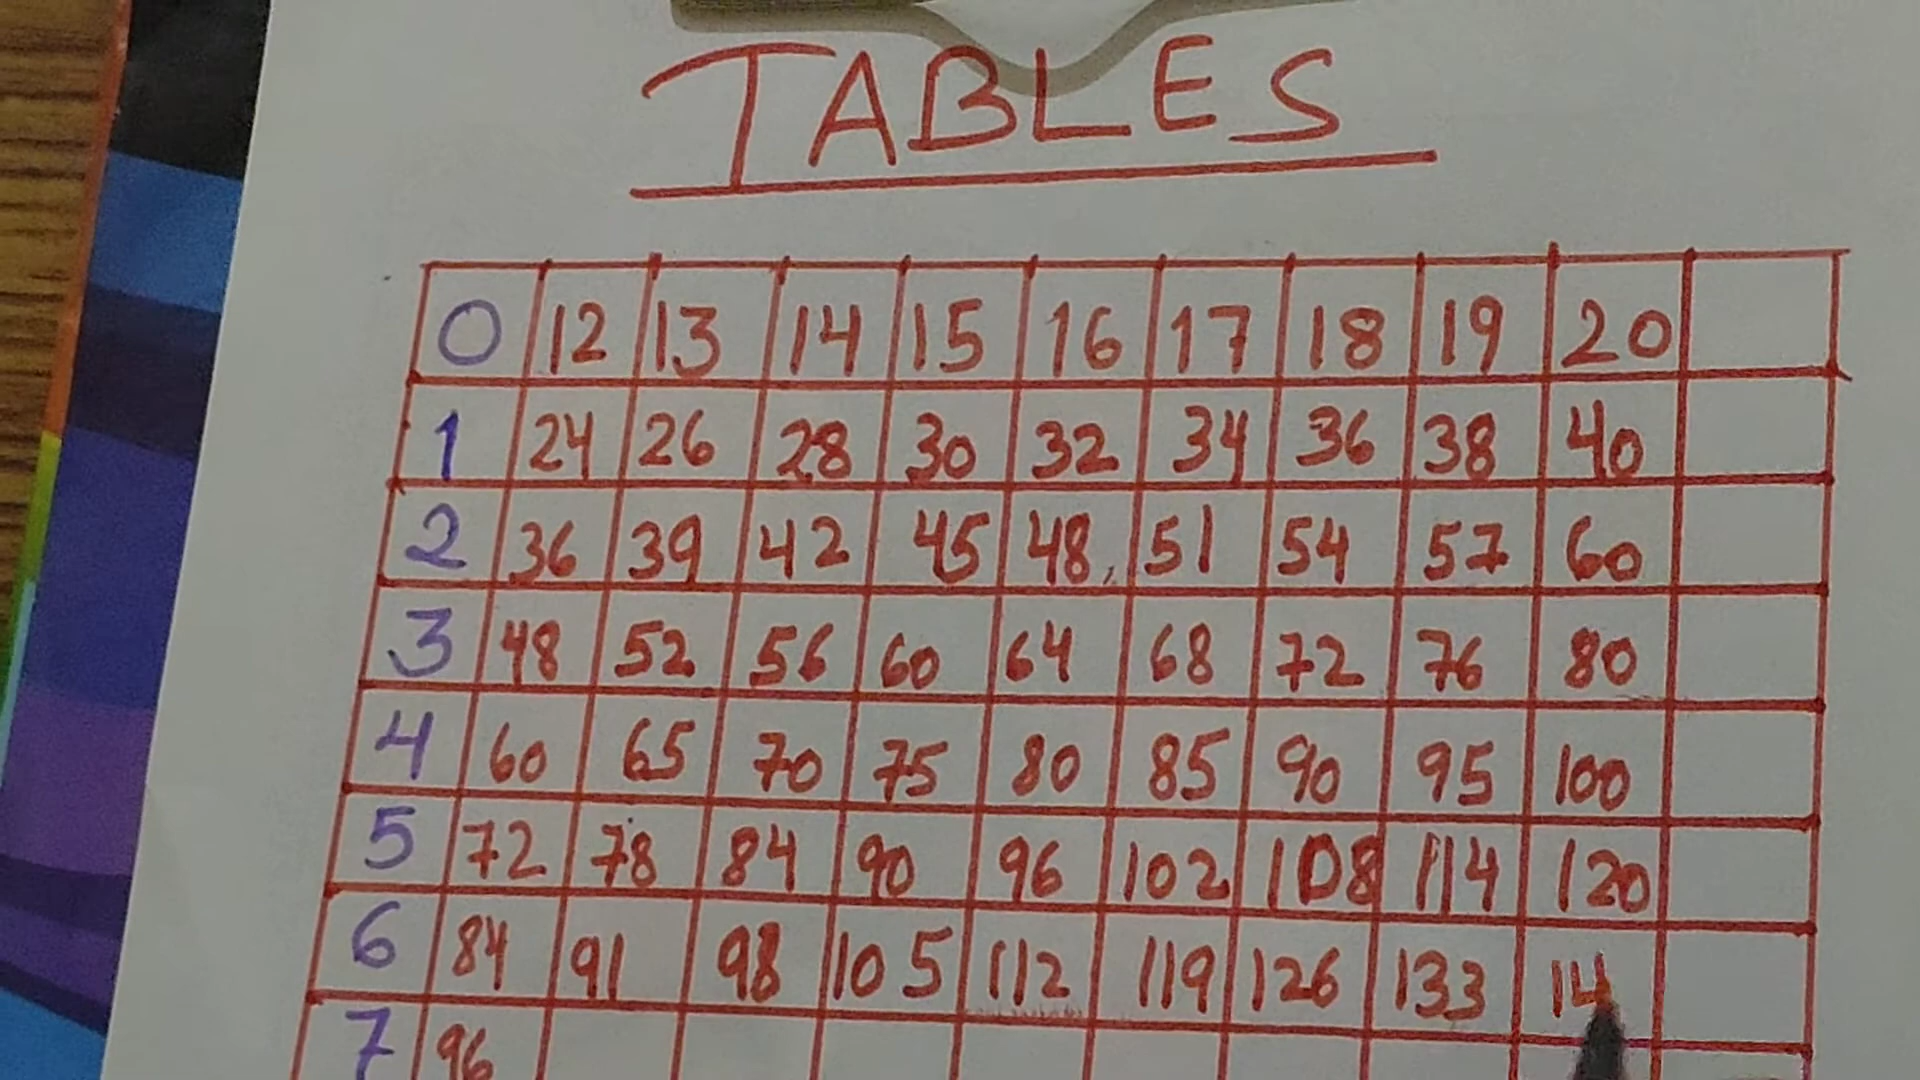 TABLES
0 12 13 14 15 16 17 18 19 20
1 24 26 28 30 32 34 36 38 40
2 36 39 42 45 48, 51 54 57 60
3 48 52 56 60 64 68 72 76 80
4 60 65 70 75 80 85 90 95 100
5 72 78 84 90 96 102 108 114 120
6 84 91 98 105 112 119 126 133 14
7 96